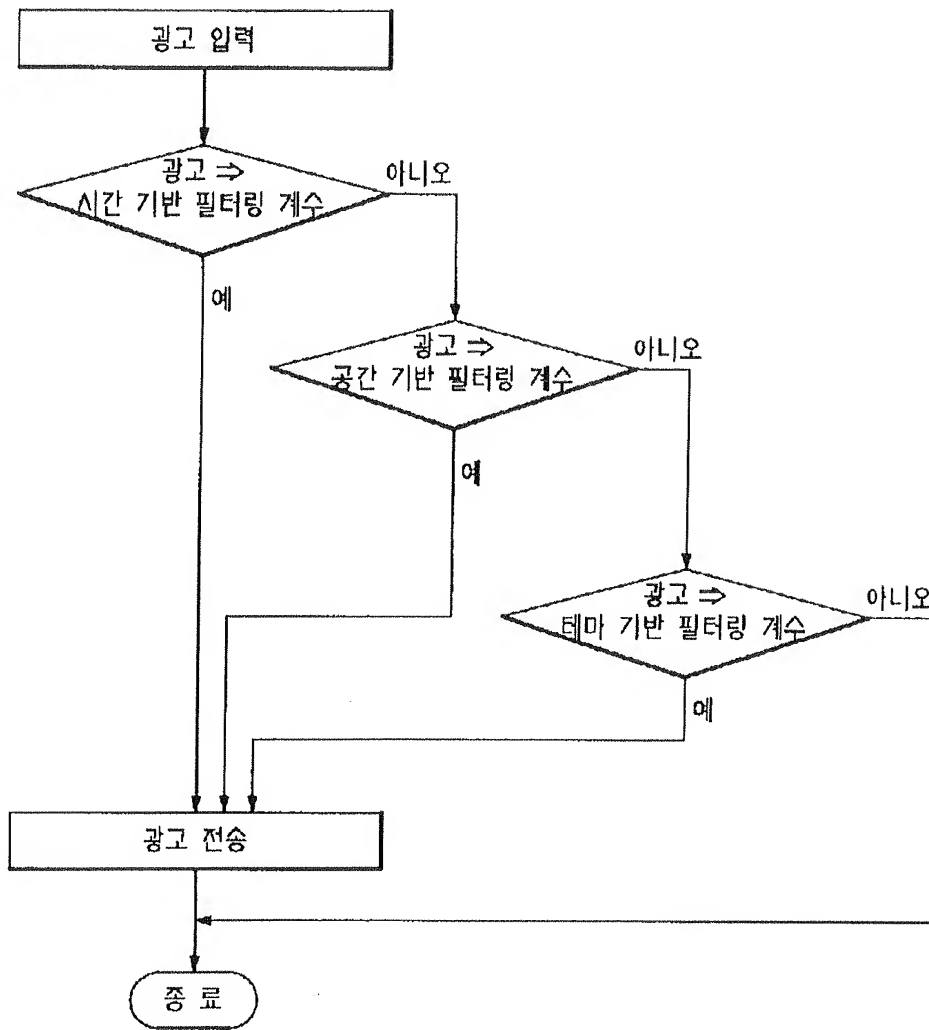 광고 입력
광고 ⇒
시간 기반 필터링 계수
아니오
예
광고 ⇒
공간 기반 필터링 계수
아니오
예
광고 ⇒
테마 기반 필터링 계수
아니오
예
광고 전송
종 료